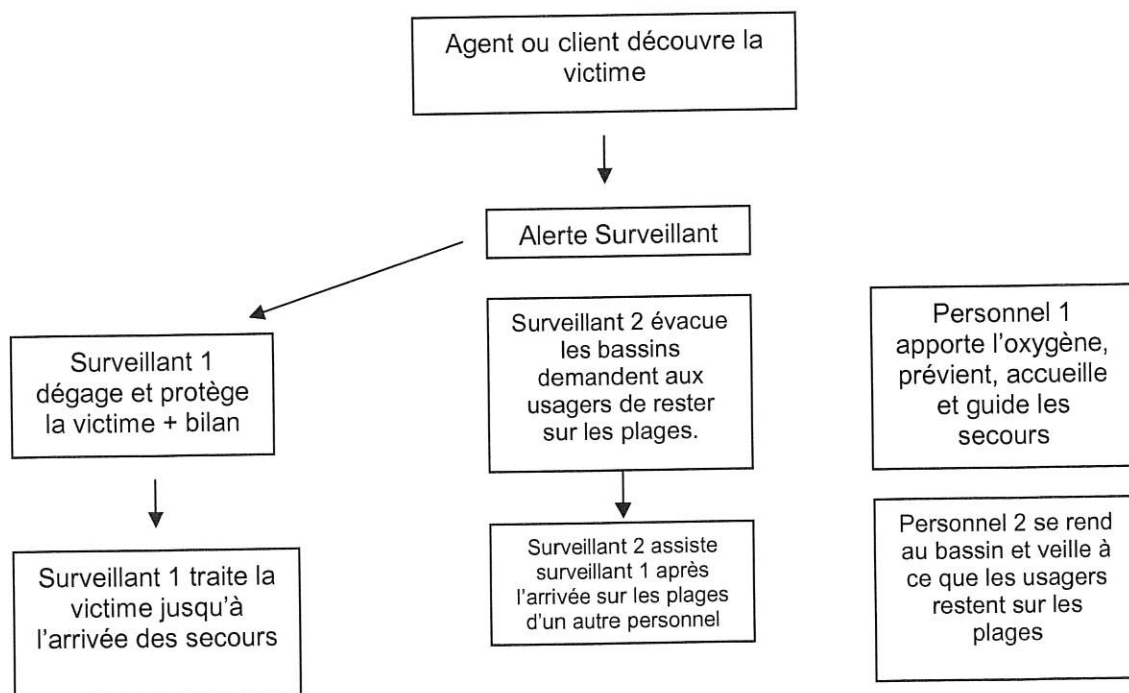 Agent ou client découvre la
victime
Alerte Surveillant
Surveillant 1
dégage et protège
la victime + bilan
Surveillant 2 évacue
les bassins
demandent aux
usagers de rester
sur les plages.
Personnel 1
apporte l'oxygène,
prévient, accueille
et guide les
secours
Surveillant 1 traite la
victime jusqu'à
l'arrivée des secours
Surveillant 2 assiste
surveillant 1 après
l'arrivée sur les plages
d'un autre personnel
Personnel 2 se rend
au bassin et veille à
ce que les usagers
restent sur les
plages